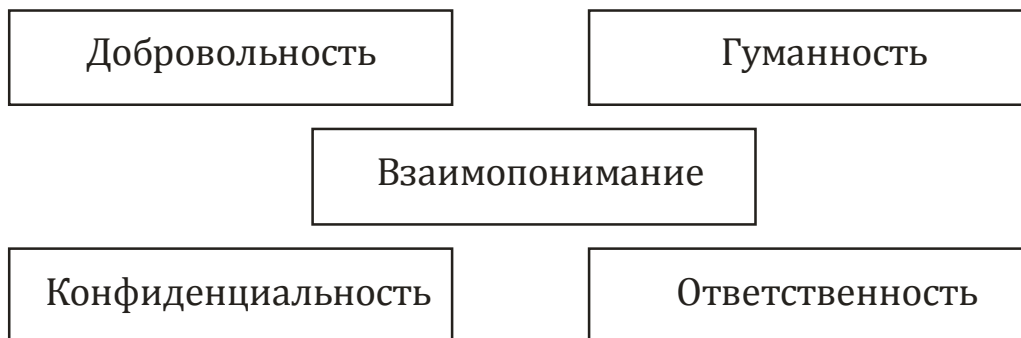 Добровольность
Гуманность
Взаимопонимание
Конфиденциальность
Ответственность